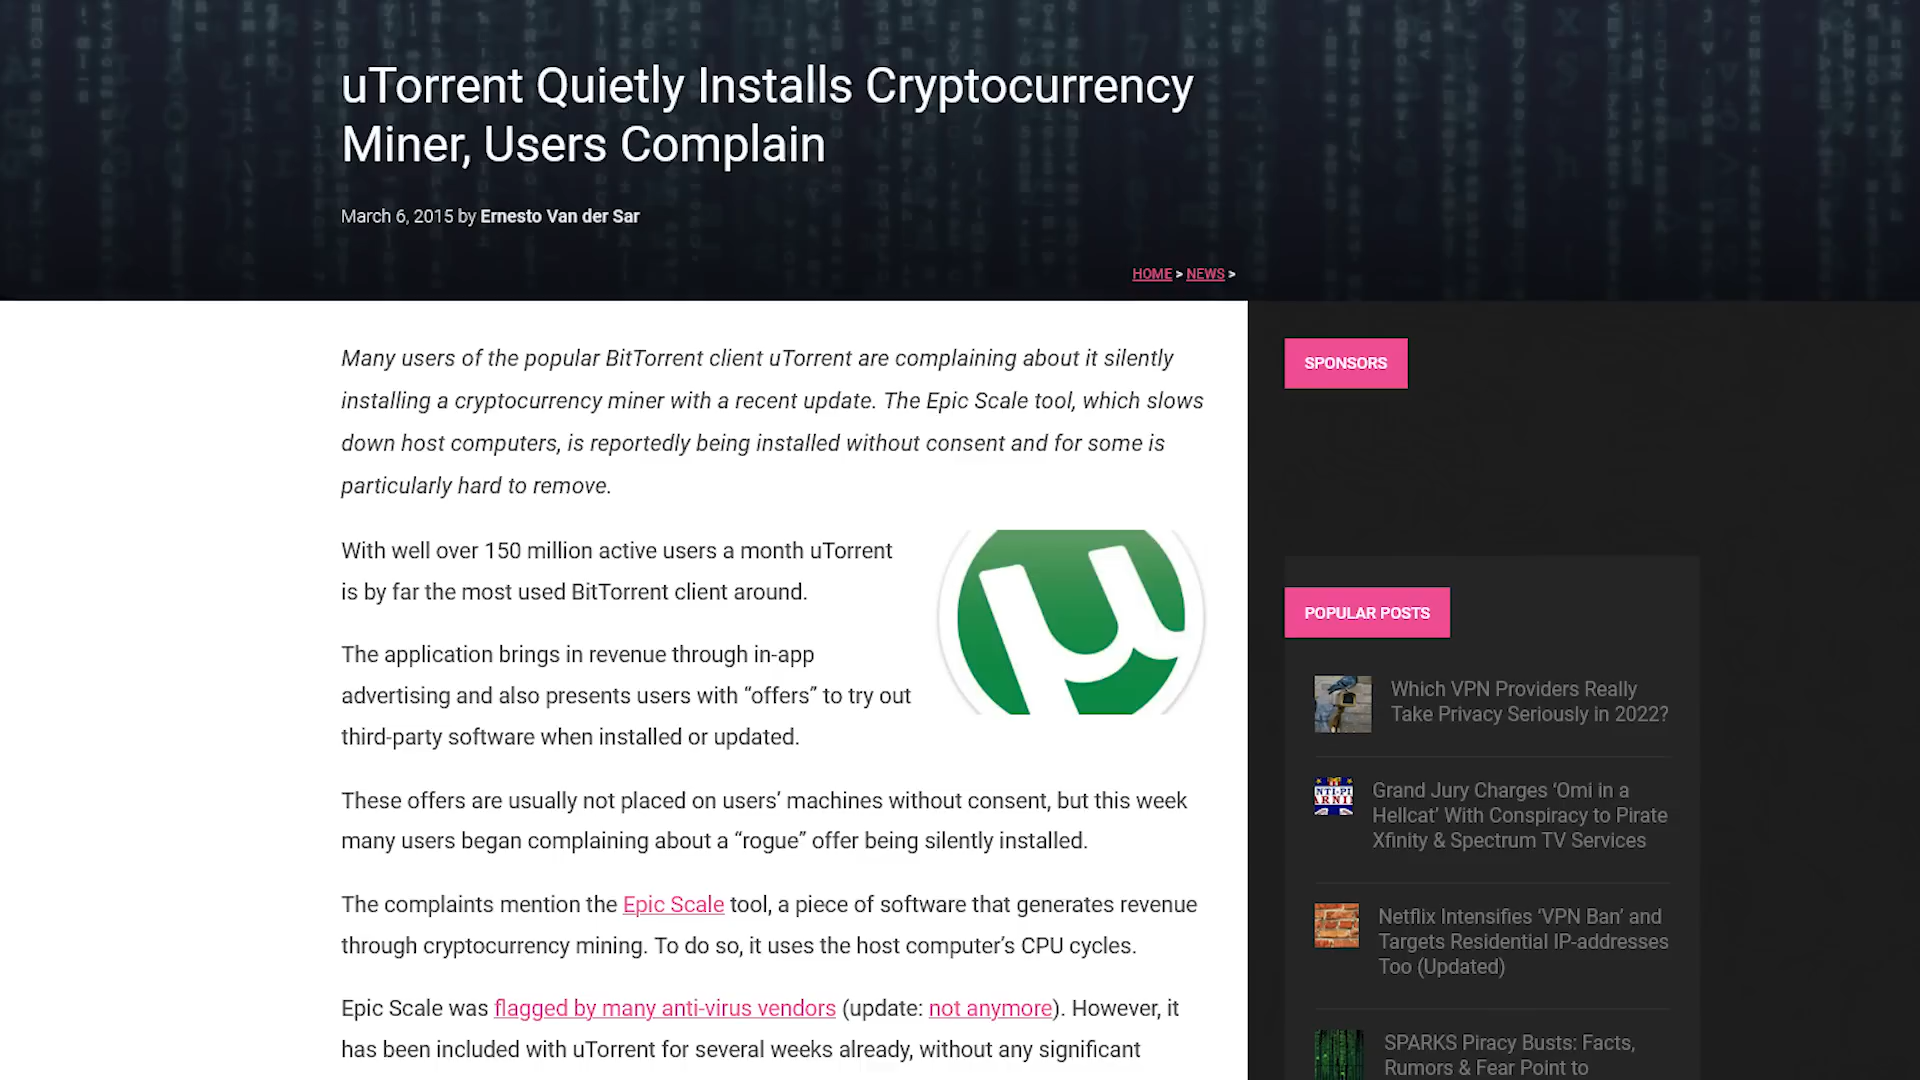 uTorrent Quietly Installs Cryptocurrency
Miner, Users Complain
March 6, 2015 by Ernesto Van der Sar
HOME > NEWS >
Many users of the popular BitTorrent client uTorrent are complaining about it silently
installing a cryptocurrency miner with a recent update. The Epic Scale tool, which slows
down host computers, is reportedly being installed without consent and for some is
particularly hard to remove.
With well over 150 million active users a month uTorrent
is by far the most used BitTorrent client around.
The application brings in revenue through in-app
advertising and also presents users with “offers” to try out
third-party software when installed or updated.
These offers are usually not placed on users’ machines without consent, but this week
many users began complaining about a “rogue” offer being silently installed.
The complaints mention the Epic Scale tool, a piece of software that generates revenue
through cryptocurrency mining. To do so, it uses the host computer’s CPU cycles.
Epic Scale was flagged by many anti-virus vendors (update: not anymore). However, it
has been included with uTorrent for several weeks already, without any significant
SPONSORS
POPULAR POSTS
Which VPN Providers Really
Take Privacy Seriously in 2022?
Grand Jury Charges ‘Omi in a
Hellcat’ With Conspiracy to Pirate
Xfinity & Spectrum TV Services
Netflix Intensifies ‘VPN Ban’ and
Targets Residential IP-addresses
Too (Updated)
SPARKS Piracy Busts: Facts,
Rumors & Fear Point to